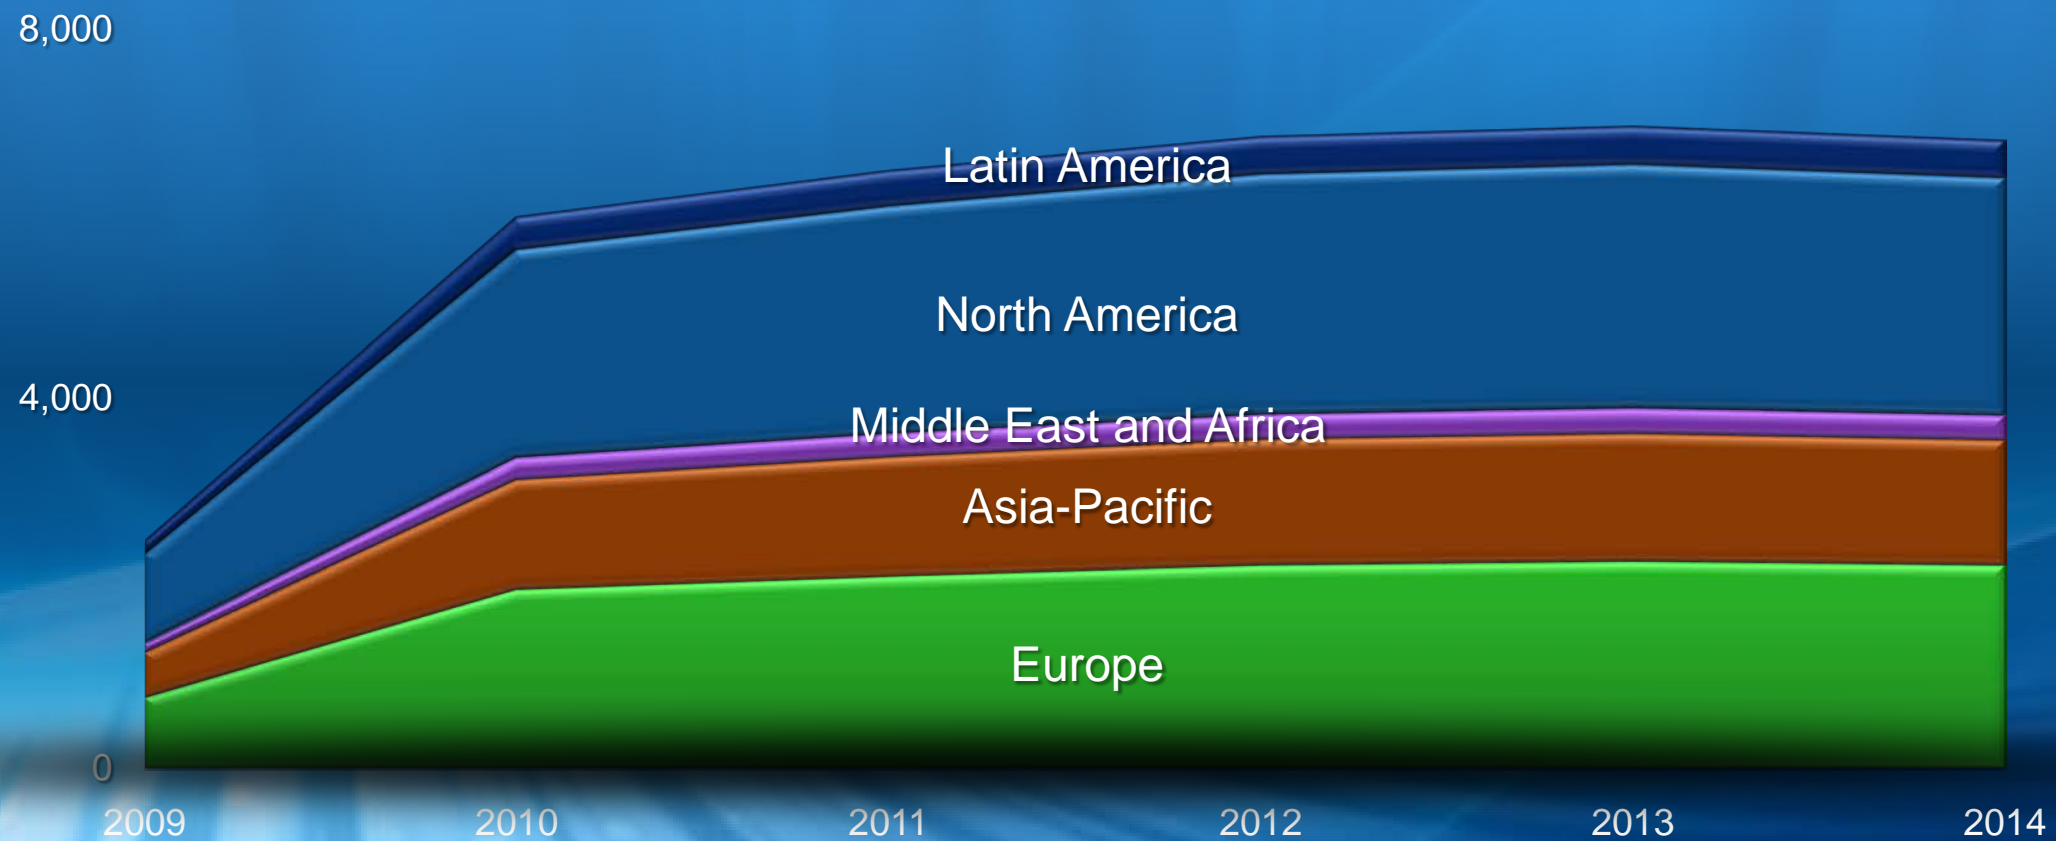 8,000
Latin America
North America
4,000
Middle East and Africa
Asia-Pacific
Europe
0
2009 2010 2011 2012 2013 2014